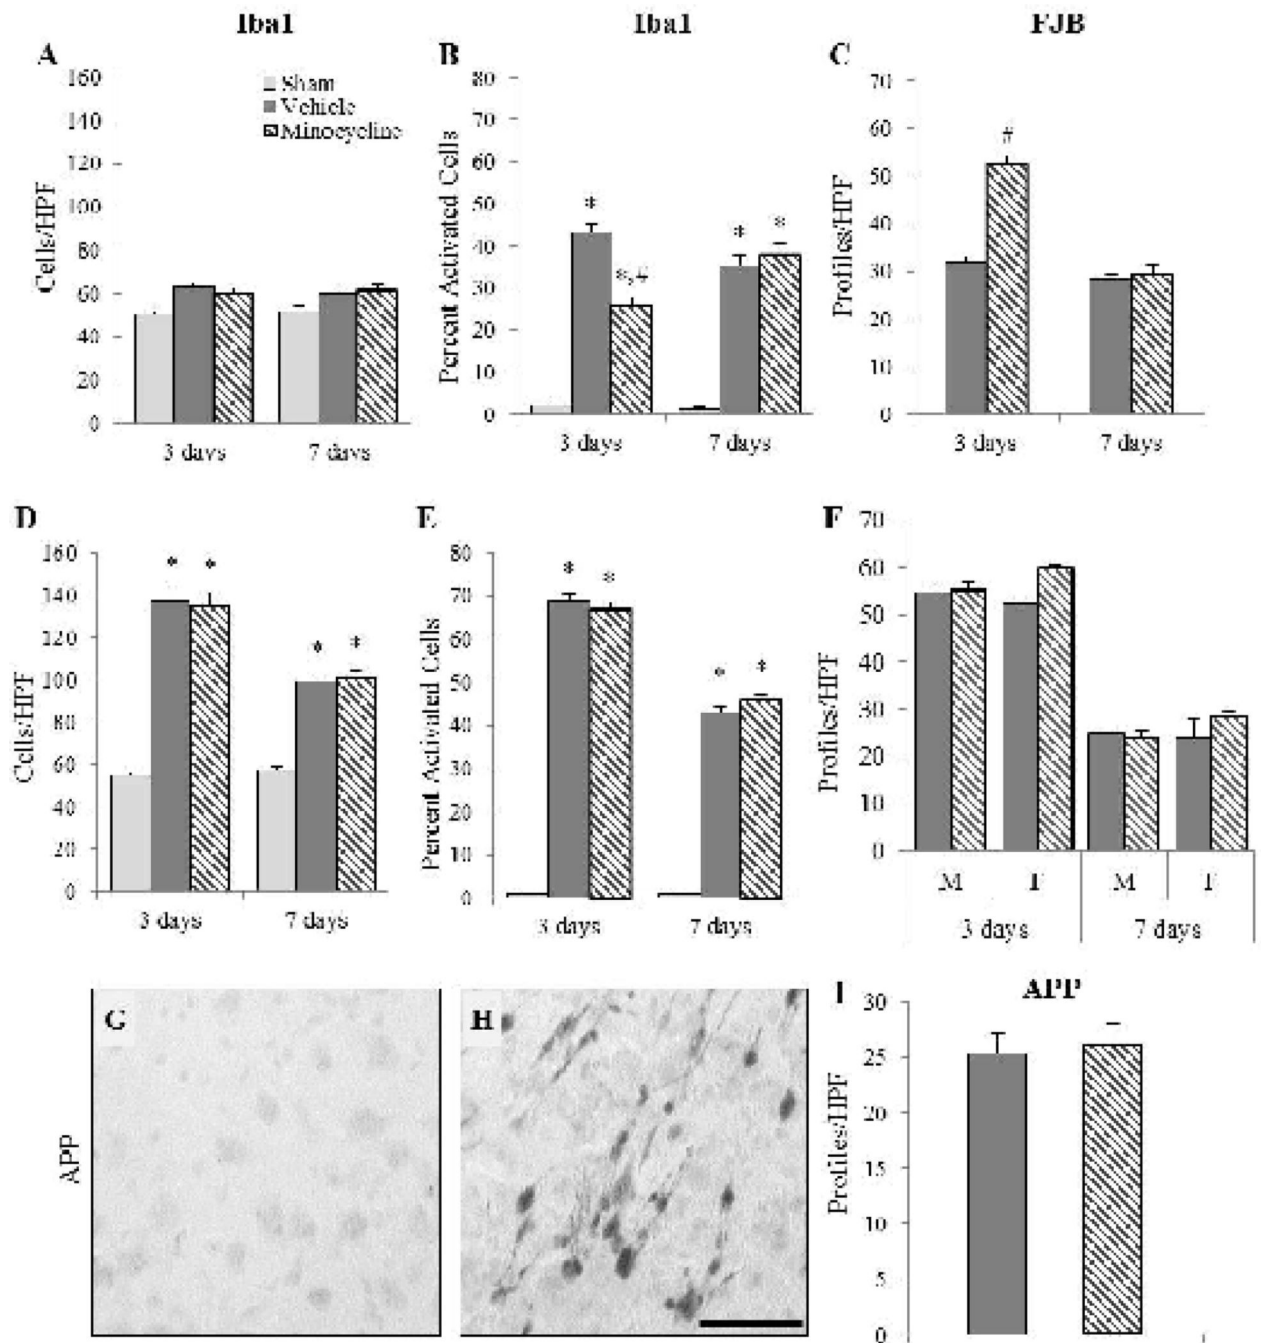 Iba1
Iba1
FJB
A
B
C
160
140
120
100
80
60
40
20
0
Cells/HPF
Sham
Vehicle
Minocycline
3 days
7 days
80
70
60
50
40
30
20
10
0
Percent Activated Cells
*
*,#
*
*
3 days
7 days
70
60
50
40
30
20
10
0
Profiles/HPF
#
3 days
7 days
D
E
F
160
140
120
100
80
60
40
20
0
Cells/HPF
*
*
*
*
3 days
7 days
80
70
60
50
40
30
20
10
0
Percent Activated Cells
*
*
*
*
3 days
7 days
70
60
50
40
30
20
10
0
Profiles/HPF
M
F
M
F
3 days
7 days
APP
G
H
I
APP
30
25
20
15
10
5
0
Profiles/HPF